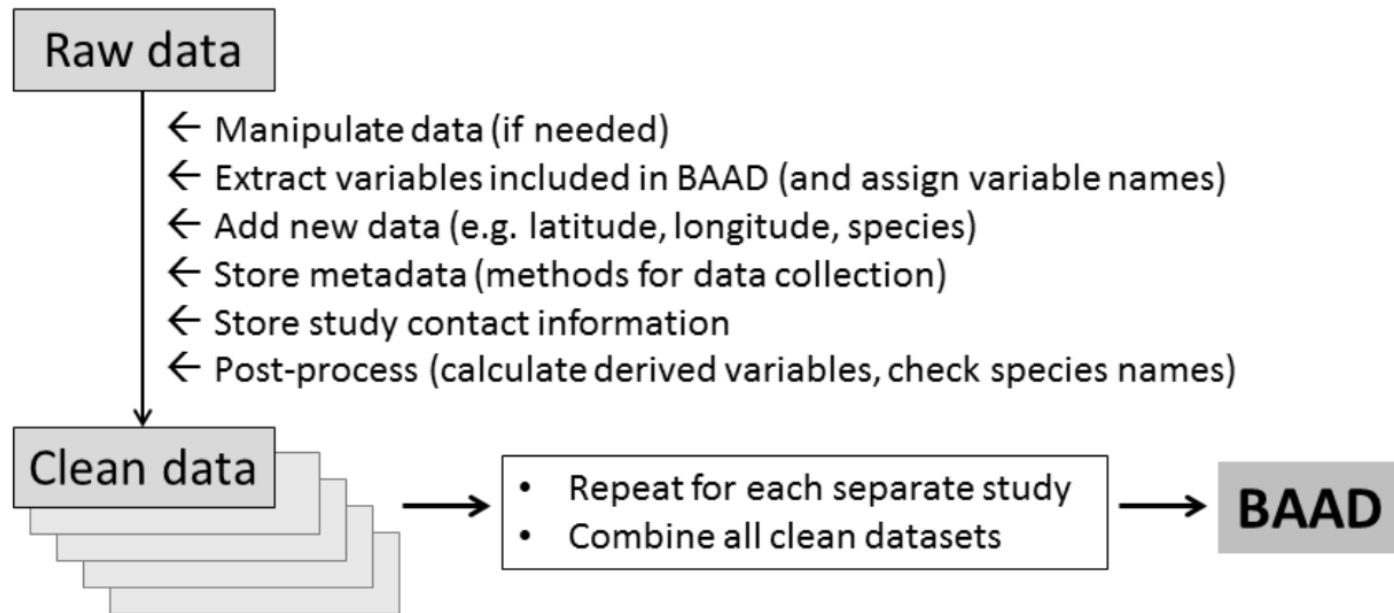 Raw data
← Manipulate data (if needed)
← Extract variables included in BAAD (and assign variable names)
← Add new data (e.g. latitude, longitude, species)
← Store metadata (methods for data collection)
← Store study contact information
← Post-process (calculate derived variables, check species names)
Clean data
• Repeat for each separate study
• Combine all clean datasets
BAAD